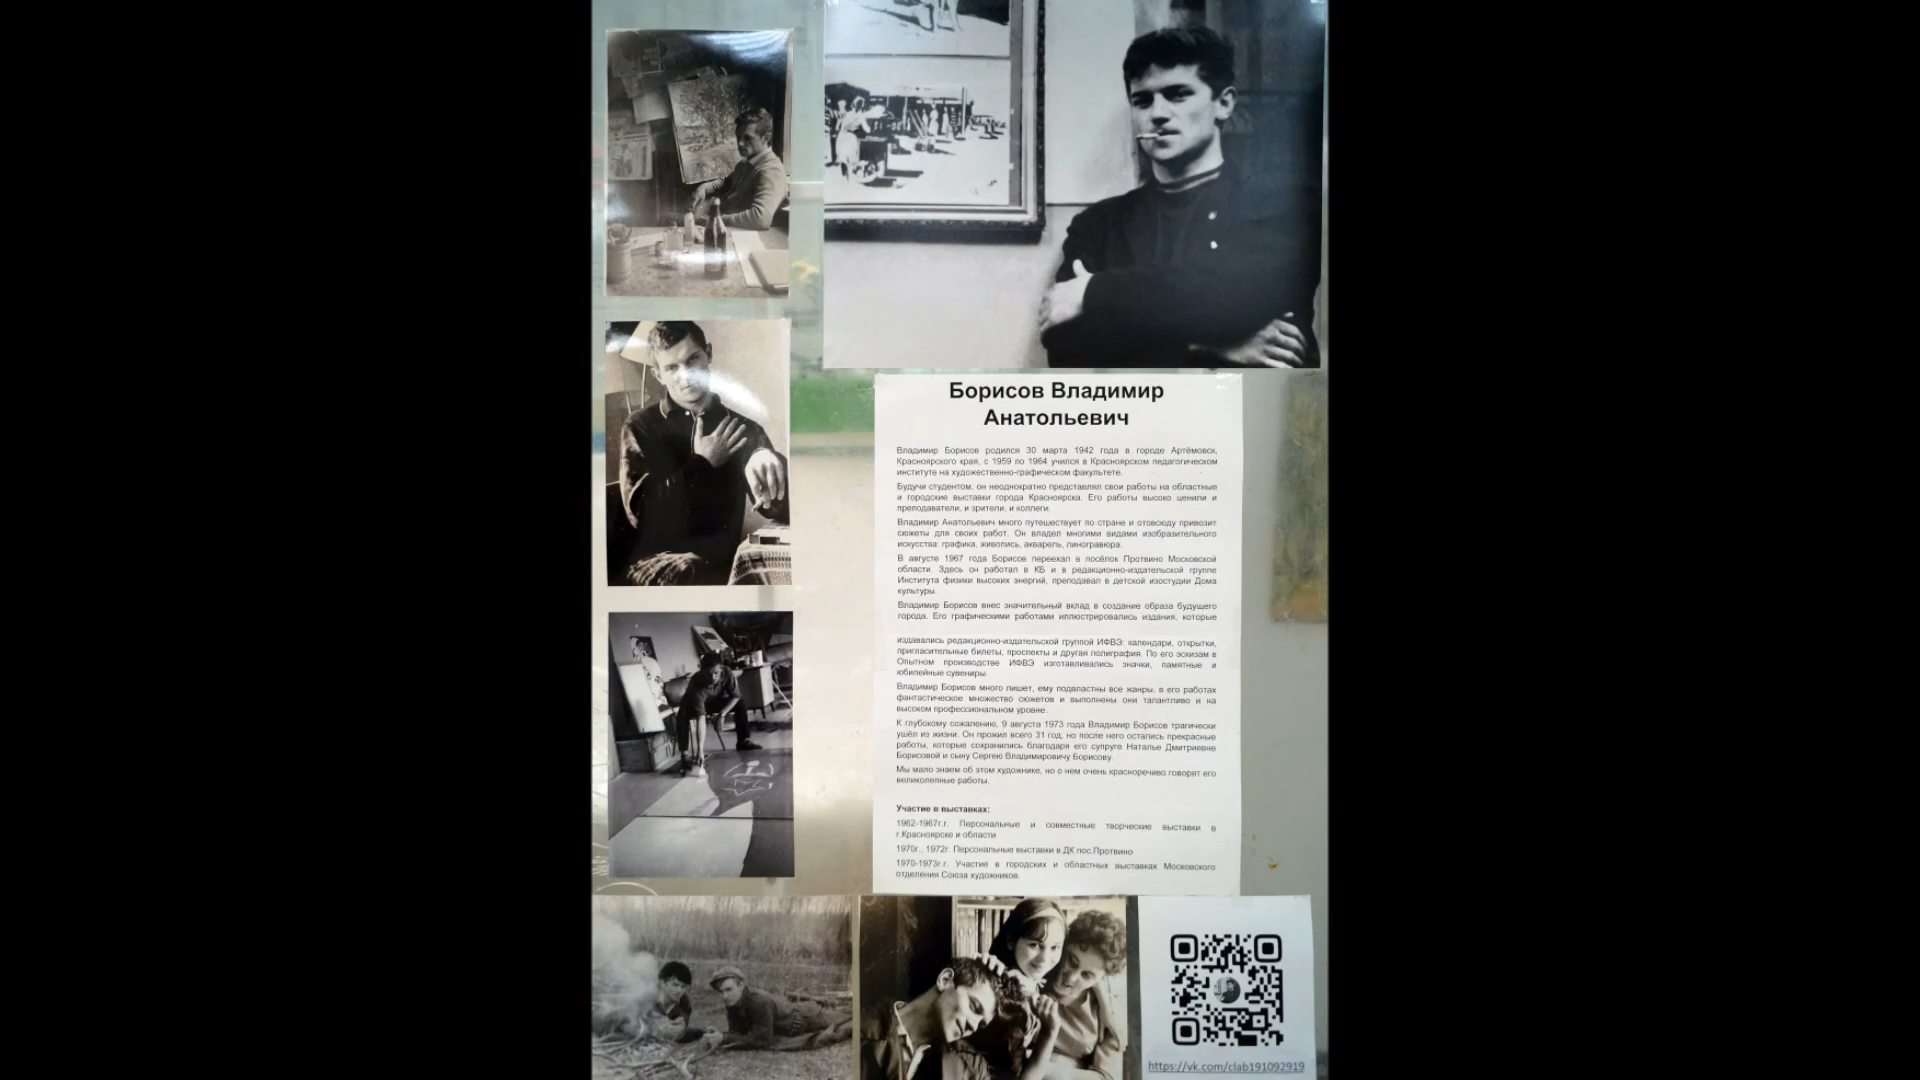 Борисов Владимир
Анатольевич
Владимир Борисов родился 30 марта 1942 года в городе Артёмовск,
Красноярского края, с 1959 по 1964 учился в Красноярском педагогическом
институте на художественно-графическом факультете.
Будучи студентом, он неоднократно представлял свои работы на областные
и городские выставки города Красноярска. Его работы высоко ценили и
преподаватели, и зрители, и коллеги.
Владимир Анатольевич много путешествует по стране и отовсюду привозит
сюжеты для своих работ. Он владел многими видами изобразительного
искусства: графика, живопись, акварель, линогравюра.
В августе 1967 года Борисов переехал в посёлок Протвино Московской
области. Здесь он работал в КБ и в редакционно-издательской группе
Института физики высоких энергий, преподавал в детской изостудии Дома
культуры.
Владимир Борисов внес значительный вклад в создание образа будущего
города. Его графическими работами иллюстрировались издания, которые
издавались редакционно-издательской группой ИФВЭ: календари, открытки,
пригласительные билеты, проспекты и другая полиграфия. По его эскизам в
Опытном производстве ИФВЭ изготавливались значки, памятные и
юбилейные сувениры.
Владимир Борисов много пишет, ему подвластны все жанры, в его работах
фантастическое множество сюжетов и выполнены они талантливо и на
высоком профессиональном уровне.
К глубокому сожалению, 9 августа 1973 года Владимир Борисов трагически
ушёл из жизни. Он прожил всего 31 год, но после него остались прекрасные
работы, которые сохранились благодаря его супруге Наталье Дмитриевне
Борисовой и сыну Сергею Владимировичу Борисову.
Мы мало знаем об этом художнике, но о нем очень красноречиво говорят его
великолепные работы.
Участие в выставках:
1962-1967г.г. Персональные и совместные творческие выставки в
г.Красноярске и области
1970г., 1972г. Персональные выставки в ДК пос.Протвино
1970-1973г.г. Участие в городских и областных выставках Московского
отделения Союза художников.
https://vk.com/clab191092919